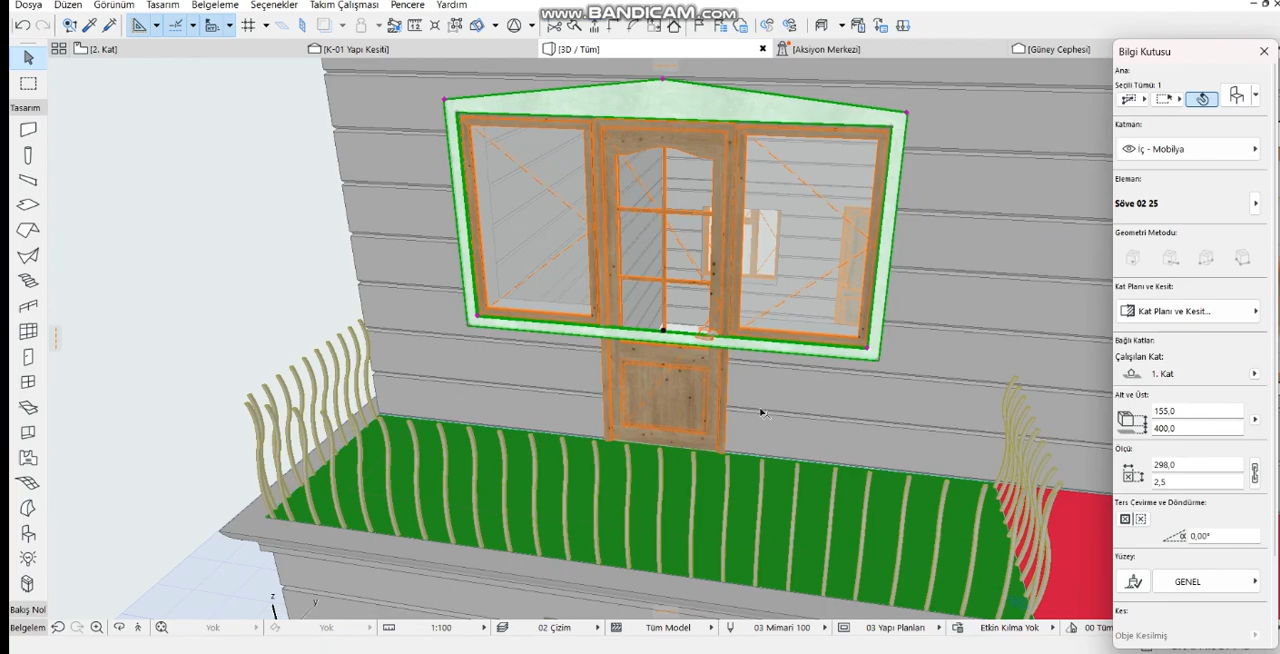 Dosya Düzen Görünüm Tasarım Belgeleme Seçenekler Takım Çalışması Pencere Yardım
www.BANDICAM.com
[2. Kat] [K-01 Yapı Kesiti] [3D / Tüm] [Aksiyon Merkezi] [Güney Cephesi]
Bilgi Kutusu
Ana:
Seçili Tümü: 1
Tasarım
Katman:
İç - Mobilya
Eleman:
Söve 02 25
Geometri Metodu:
Kat Planı ve Kesit:
Kat Planı ve Kesit...
Bağlı Katlar:
Çalışılan Kat:
1. Kat
Alt ve Üst:
155,0
400,0
Ölçü:
298,0
2,5
Ters Çevirme ve Döndürme:
α 0,00°
Yüzey:
GENEL
Kes:
Obje Kesilmiş
z
y
Bakış Nol
Belgelem
Yok Yok 1:100 02 Çizim Tüm Model 03 Mimari 100 03 Yapı Planları Etkin Kılma Yok 00 Tüm